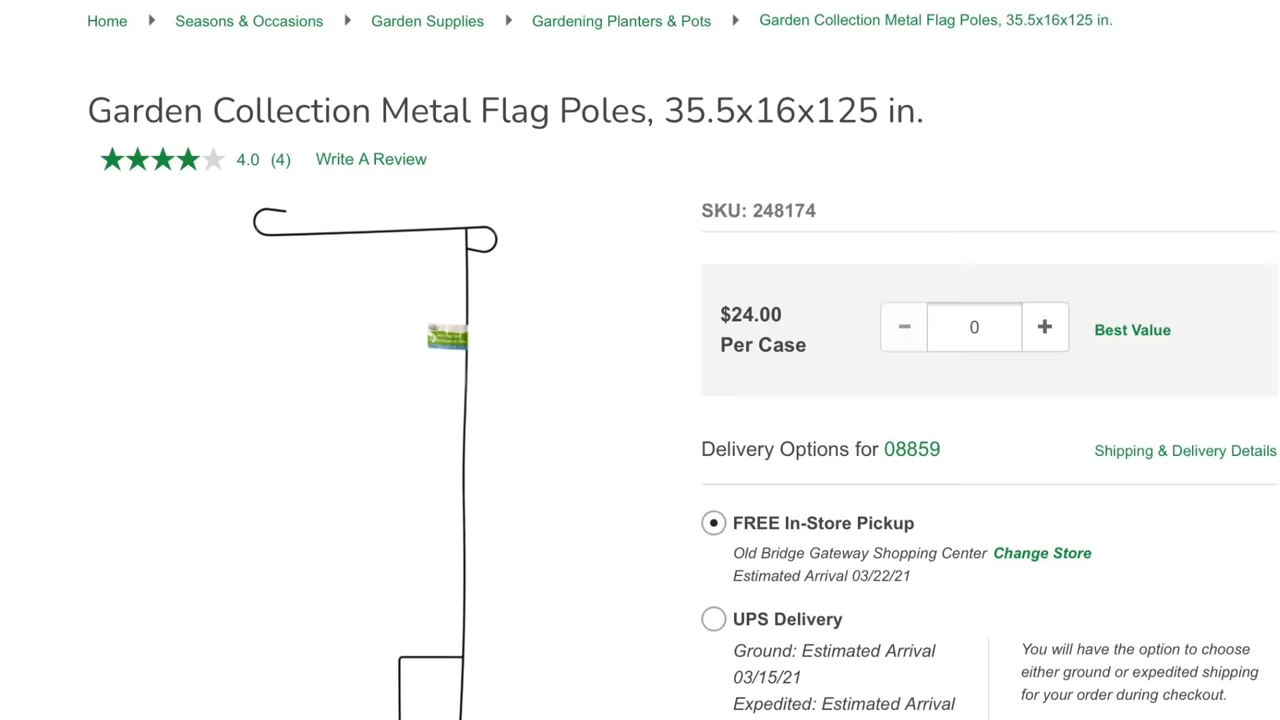 Home Seasons & Occasions Garden Supplies Gardening Planters & Pots Garden Collection Metal Flag Poles, 35.5x16x125 in.
Garden Collection Metal Flag Poles, 35.5x16x125 in.
4.0 (4) Write A Review
SKU: 248174
$24.00
Per Case
0
Best Value
Delivery Options for 08859
Shipping & Delivery Details
FREE In-Store Pickup
Old Bridge Gateway Shopping Center Change Store
Estimated Arrival 03/22/21
UPS Delivery
Ground: Estimated Arrival
03/15/21
Expedited: Estimated Arrival
You will have the option to choose
either ground or expedited shipping
for your order during checkout.